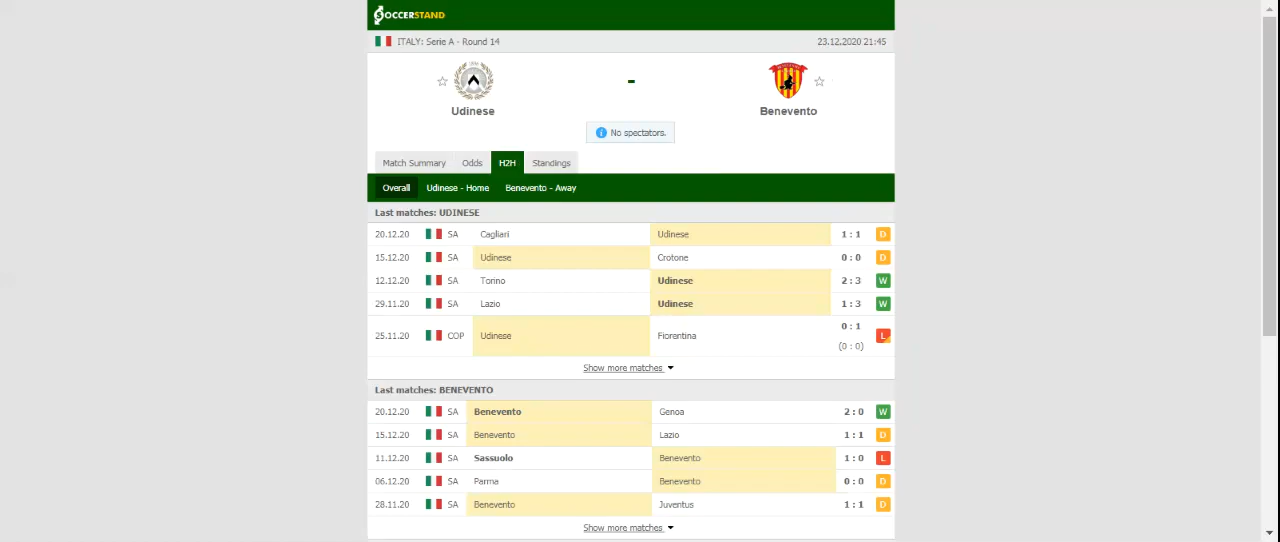 SOCCERSTAND
ITALY: Serie A - Round 14 23.12.2020 21:45
Udinese - Benevento
No spectators.
Match Summary Odds H2H Standings
Overall Udinese - Home Benevento - Away
Last matches: UDINESE
20.12.20 SA Cagliari Udinese 1 : 1 D
15.12.20 SA Udinese Crotone 0 : 0 D
12.12.20 SA Torino Udinese 2 : 3 W
29.11.20 SA Lazio Udinese 1 : 3 W
25.11.20 COP Udinese Fiorentina 0 : 1 (0 : 0) L
Show more matches
Last matches: BENEVENTO
20.12.20 SA Benevento Genoa 2 : 0 W
15.12.20 SA Benevento Lazio 1 : 1 D
11.12.20 SA Sassuolo Benevento 1 : 0 L
06.12.20 SA Parma Benevento 0 : 0 D
28.11.20 SA Benevento Juventus 1 : 1 D
Show more matches